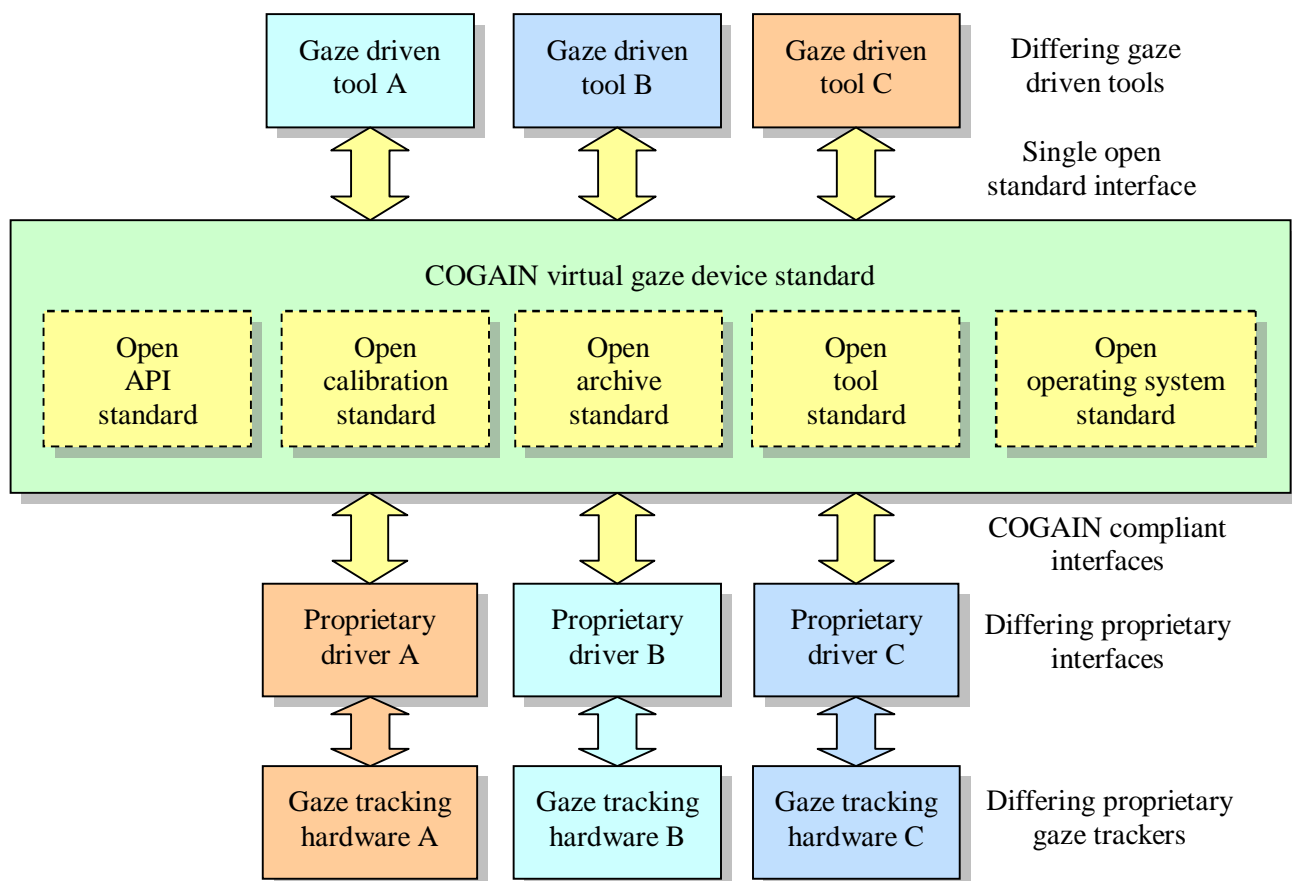 Gaze driven
tool A
Gaze driven
tool B
Gaze driven
tool C
Differing gaze
driven tools
Single open
standard interface
COGAIN virtual gaze device standard
Open
API
standard
Open
calibration
standard
Open
archive
standard
Open
tool
standard
Open
operating system
standard
COGAIN compliant
interfaces
Proprietary
driver A
Proprietary
driver B
Proprietary
driver C
Differing proprietary
interfaces
Gaze tracking
hardware A
Gaze tracking
hardware B
Gaze tracking
hardware C
Differing proprietary
gaze trackers